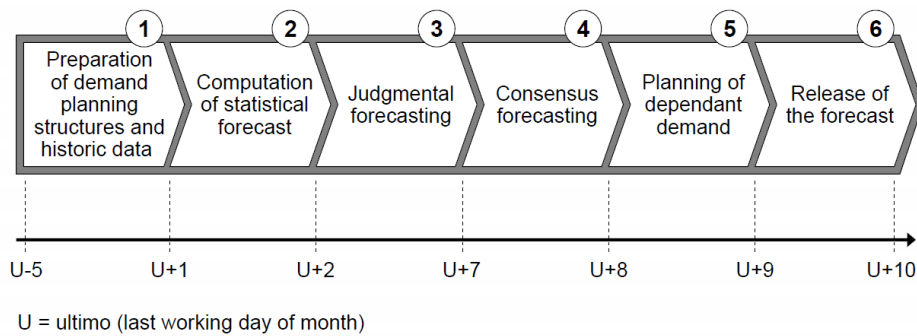 1
2
3
4
5
6
Preparation
of demand
planning
structures and
historic data
Computation
of statistical
forecast
Judgmental
forecasting
Consensus
forecasting
Planning of
dependant
demand
Release of
the forecast
U-5
U+1
U+2
U+7
U+8
U+9
U+10
U = ultimo (last working day of month)